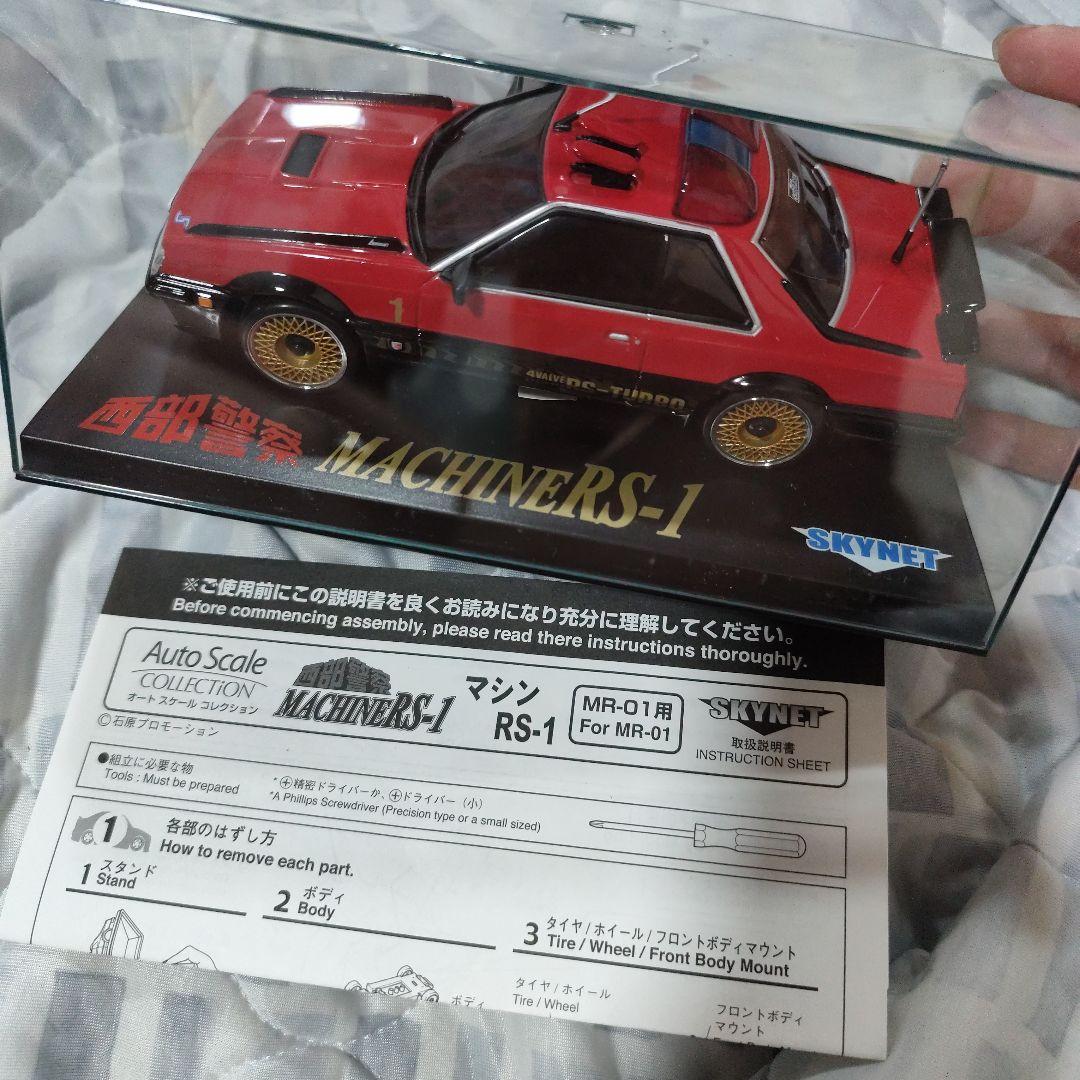 1
4VALVE RS-TURBO
西部警察 MACHINE RS-1
SKYNET
※ご使用前にこの説明書を良くお読みになり充分に理解してください。
Before commencing assembly, please read there instructions thoroughly.
Auto Scale
COLLECTiON
オート スケール コレクション
西部警察
MACHINE RS-1
マシン
RS-1
MR-01用
For MR-01
SKYNET
取扱説明書
INSTRUCTION SHEET
©石原プロモーション
●組立に必要な物
Tools : Must be prepared
*⊕精密ドライバーか、⊕ドライバー（小）
*A Phillips Screwdriver (Precision type or a small sized)
1
各部のはずし方
How to remove each part.
1 スタンド
Stand
2 ボディ
Body
3 タイヤ / ホイール / フロントボディマウント
Tire / Wheel / Front Body Mount
ボディ
タイヤ / ホイール
Tire / Wheel
フロントボディ
マウント